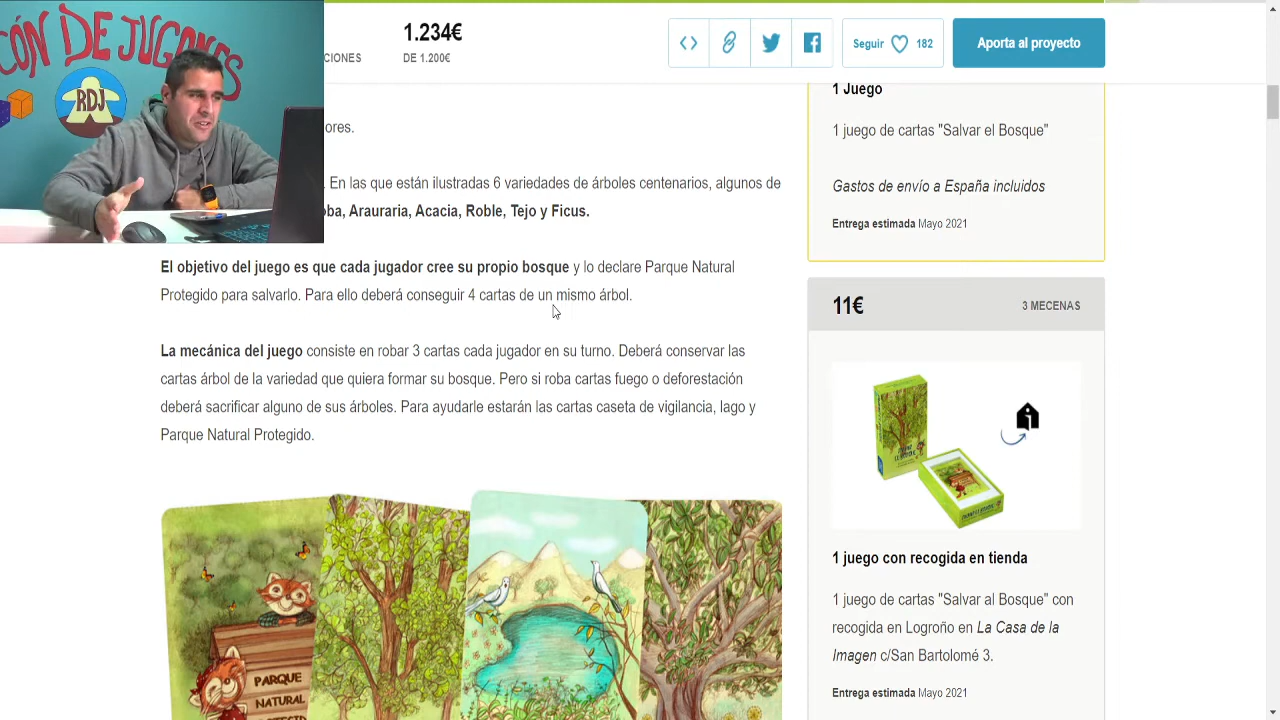 CÓN DE JUGONES
RDJ
CIONES
1.234€
DE 1.200€
Seguir 182
Aporta al proyecto
ores.
. En las que están ilustradas 6 variedades de árboles centenarios, algunos de
oba, Arauraria, Acacia, Roble, Tejo y Ficus.
El objetivo del juego es que cada jugador cree su propio bosque y lo declare Parque Natural
Protegido para salvarlo. Para ello deberá conseguir 4 cartas de un mismo árbol.
La mecánica del juego consiste en robar 3 cartas cada jugador en su turno. Deberá conservar las
cartas árbol de la variedad que quiera formar su bosque. Pero si roba cartas fuego o deforestación
deberá sacrificar alguno de sus árboles. Para ayudarle estarán las cartas caseta de vigilancia, lago y
Parque Natural Protegido.
PARQUE
NATURAL
1 Juego
1 juego de cartas "Salvar el Bosque"
Gastos de envío a España incluidos
Entrega estimada Mayo 2021
11€
3 MECENAS
1 juego con recogida en tienda
1 juego de cartas "Salvar al Bosque" con
recogida en Logroño en La Casa de la
Imagen c/San Bartolomé 3.
Entrega estimada Mayo 2021